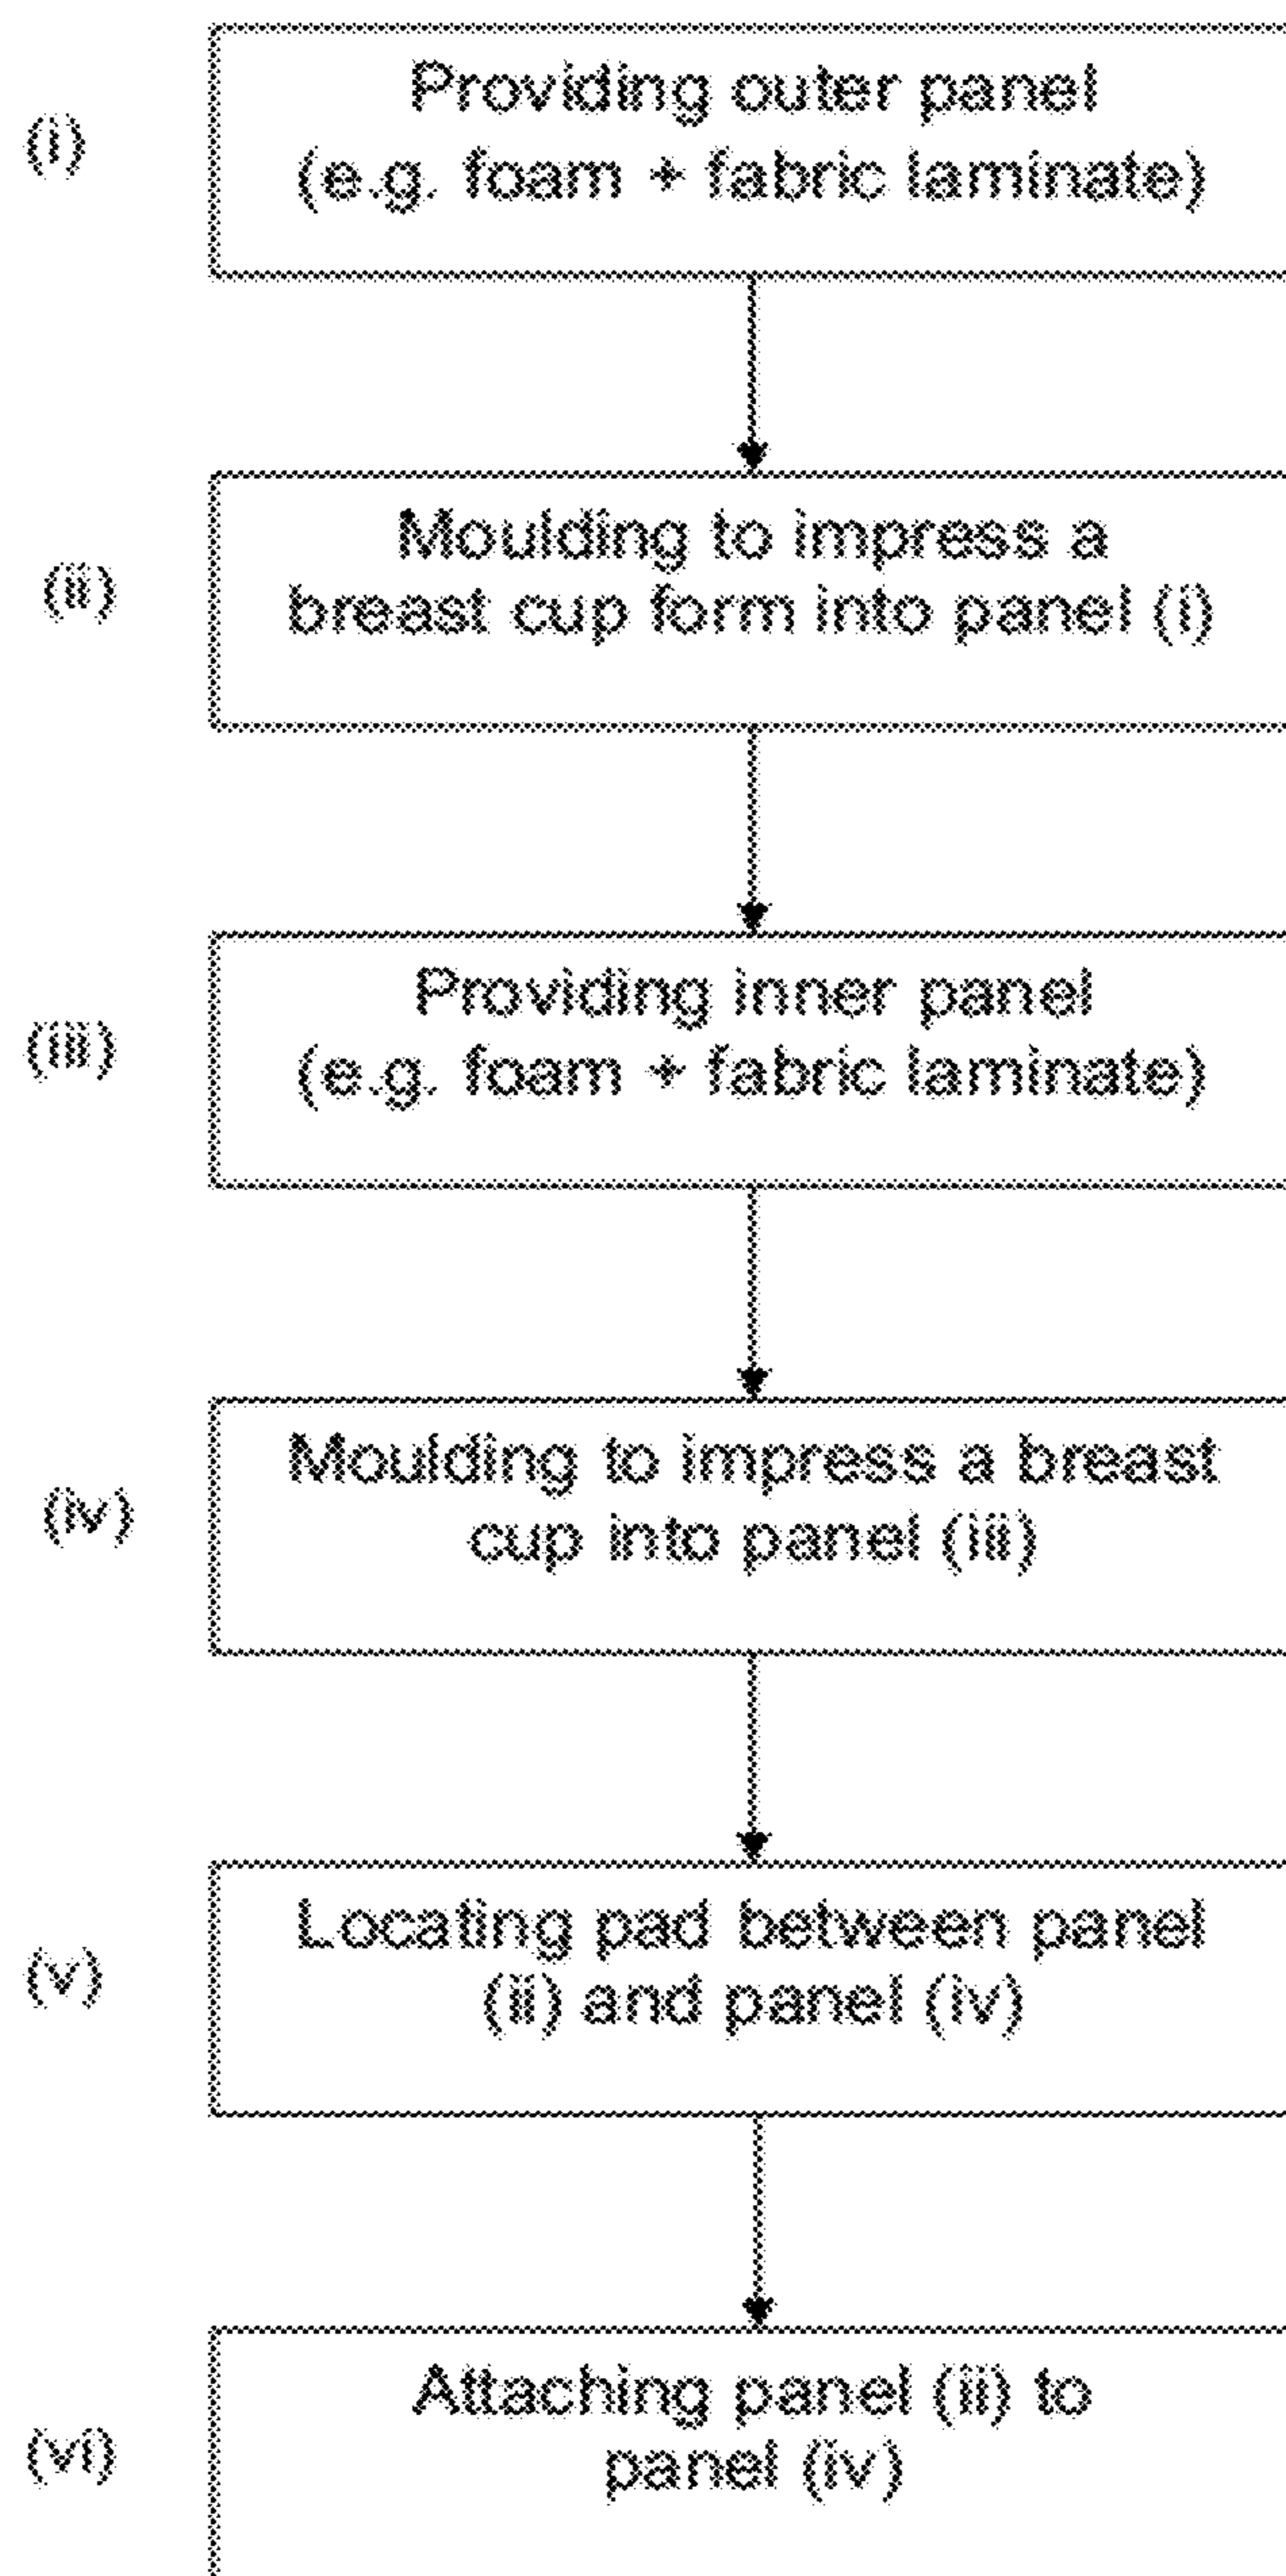 (i)
Providing outer panel
(e.g. foam + fabric laminate)
(ii)
Moulding to impress a
breast cup form into panel (i)
(iii)
Providing inner panel
(e.g. foam + fabric laminate)
(iv)
Moulding to impress a breast
cup into panel (iii)
(v)
Locating pad between panel
(ii) and panel (iv)
(vi)
Attaching panel (ii) to
panel (iv)